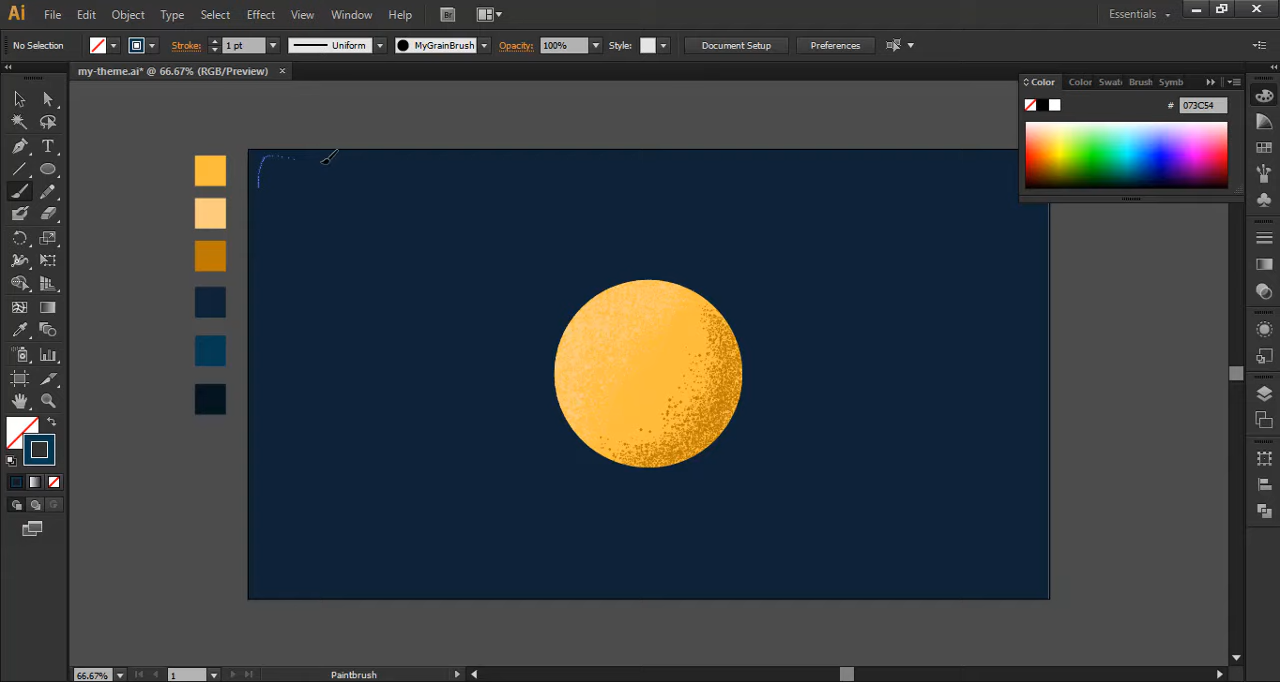 Ai File Edit Object Type Select Effect View Window Help Br Essentials
No Selection Stroke: 1 pt Uniform MyGrainBrush Opacity: 100% Style: Document Setup Preferences
my-theme.ai* @ 66.67% (RGB/Preview)
Color Color Swatc Brush Symb
# 073C54
T
66.67% 1 Paintbrush